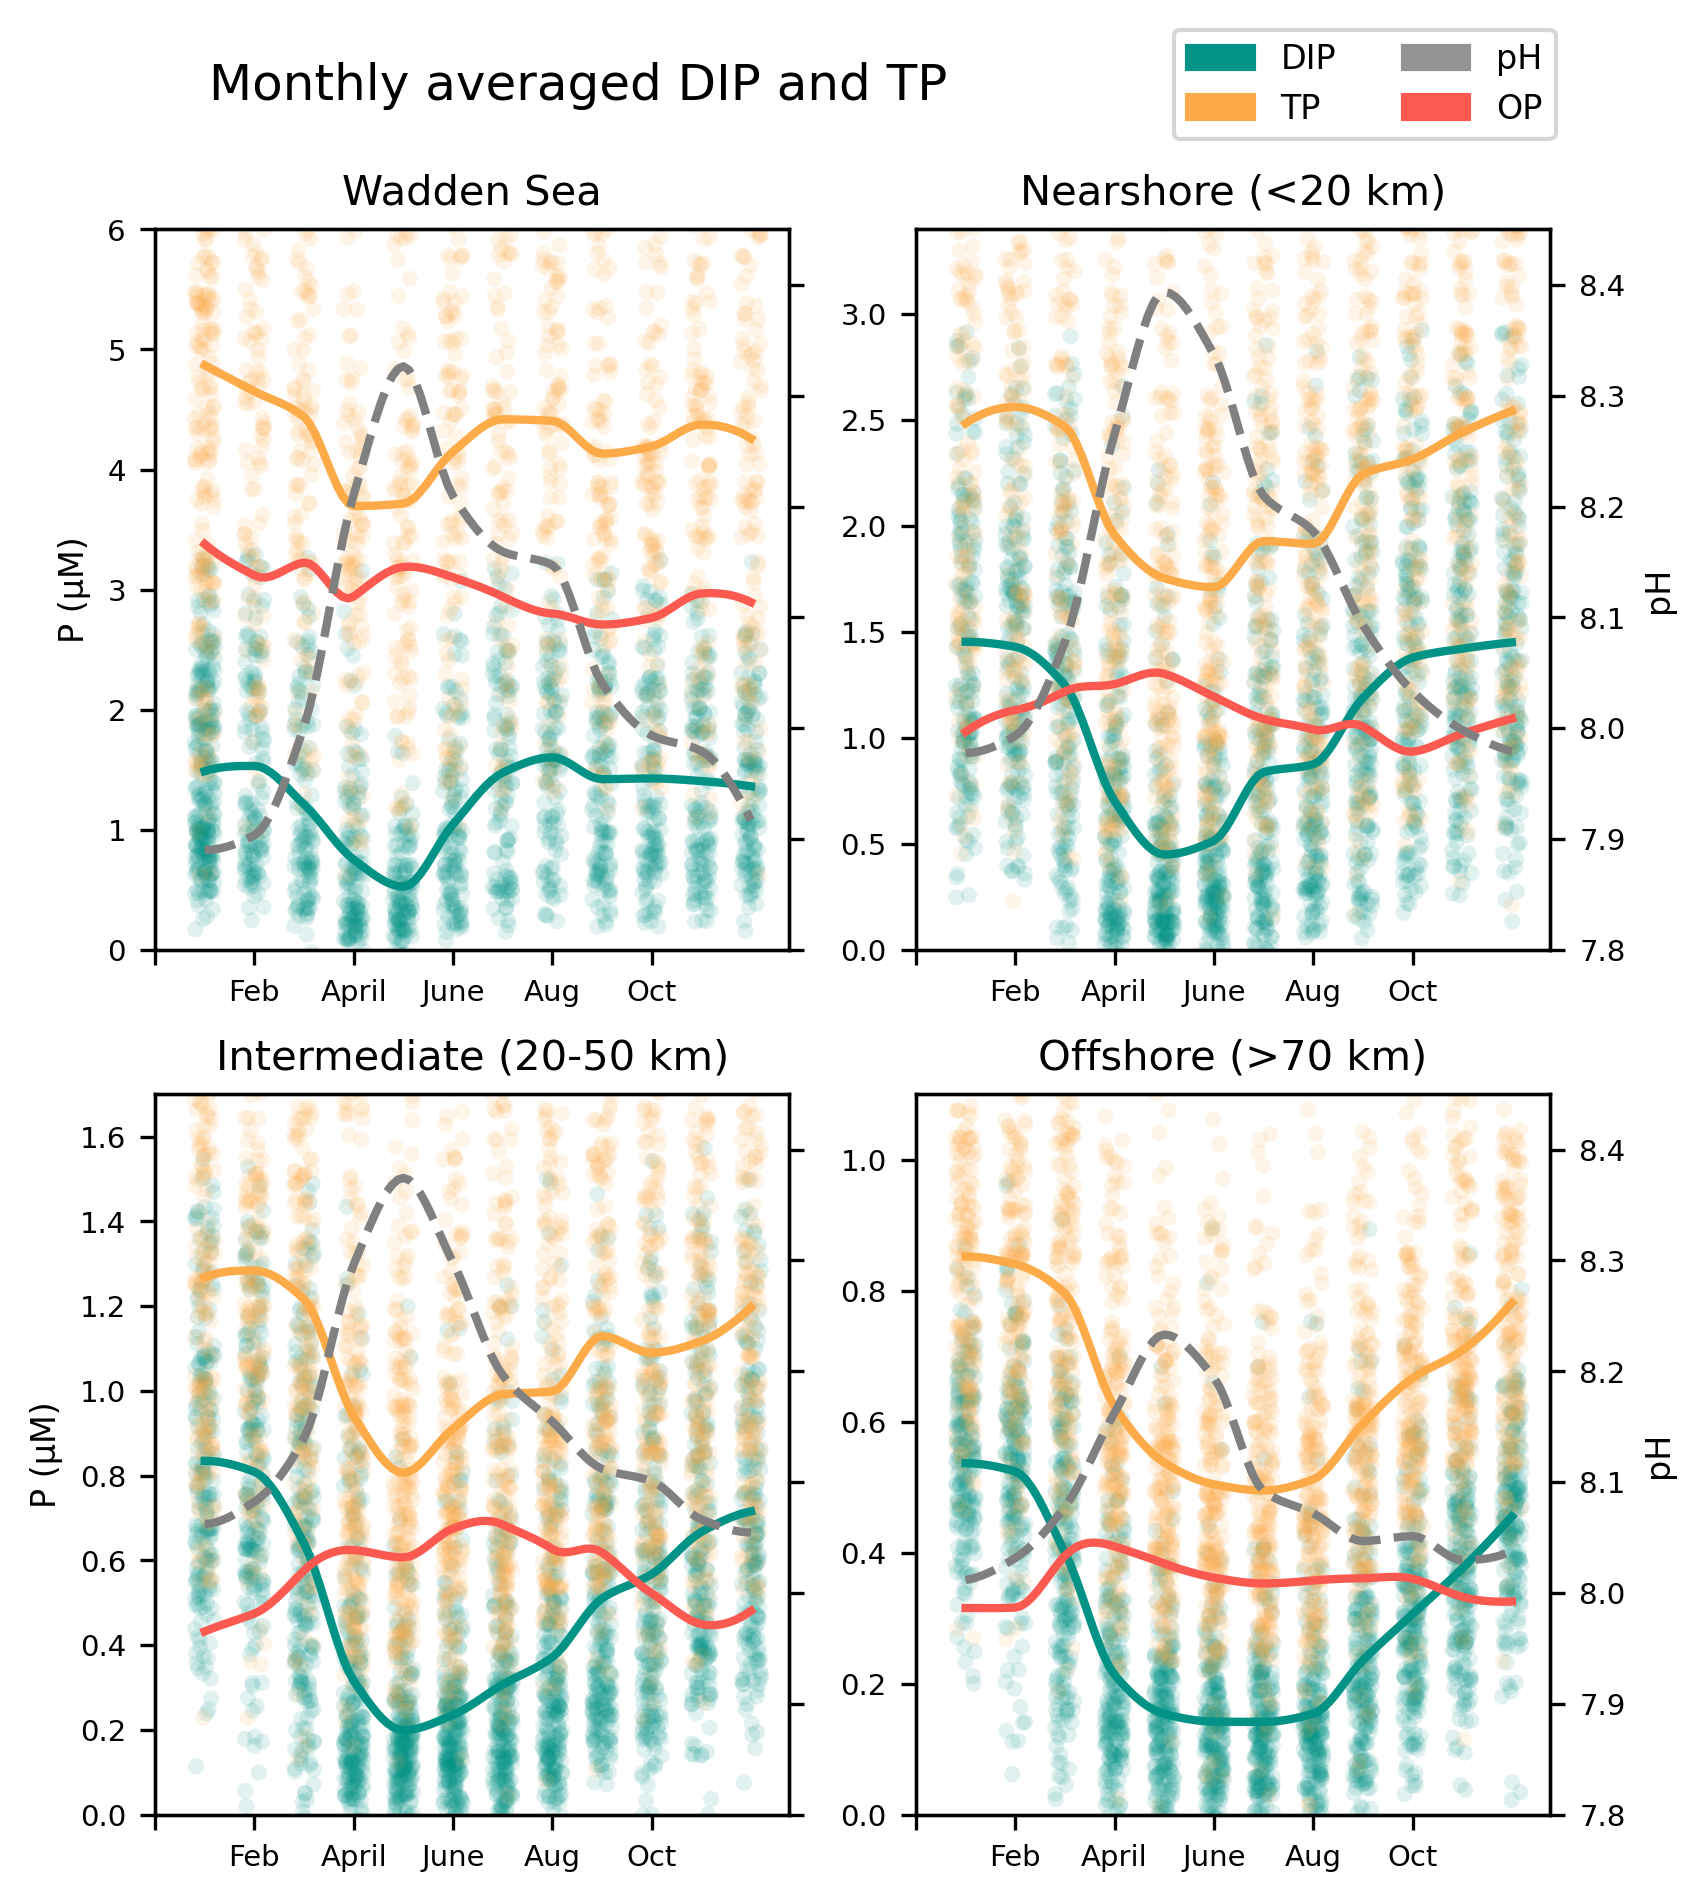 Monthly averaged DIP and TP
DIP
TP
pH
OP
Wadden Sea
Nearshore (<20 km)
6
5
4
3
2
1
0
P (µM)
Feb April June Aug Oct
3.0
2.5
2.0
1.5
1.0
0.5
0.0
8.4
8.3
8.2
8.1
8.0
7.9
7.8
pH
Feb April June Aug Oct
Intermediate (20-50 km)
Offshore (>70 km)
1.6
1.4
1.2
1.0
0.8
0.6
0.4
0.2
0.0
P (µM)
Feb April June Aug Oct
1.0
0.8
0.6
0.4
0.2
0.0
8.4
8.3
8.2
8.1
8.0
7.9
7.8
pH
Feb April June Aug Oct